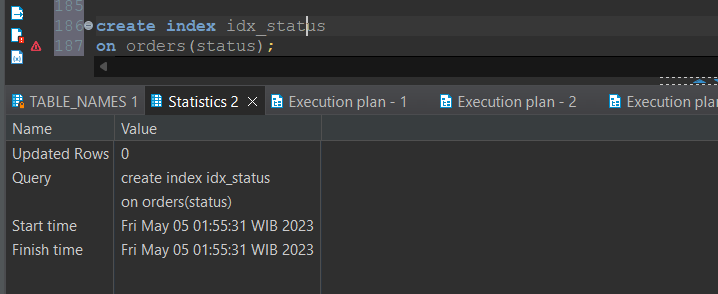 185
186 create index idx_status
187 on orders(status);
TABLE_NAMES 1 Statistics 2 Execution plan - 1 Execution plan - 2 Execution plan
Name Value
Updated Rows 0
Query create index idx_status
on orders(status)
Start time Fri May 05 01:55:31 WIB 2023
Finish time Fri May 05 01:55:31 WIB 2023